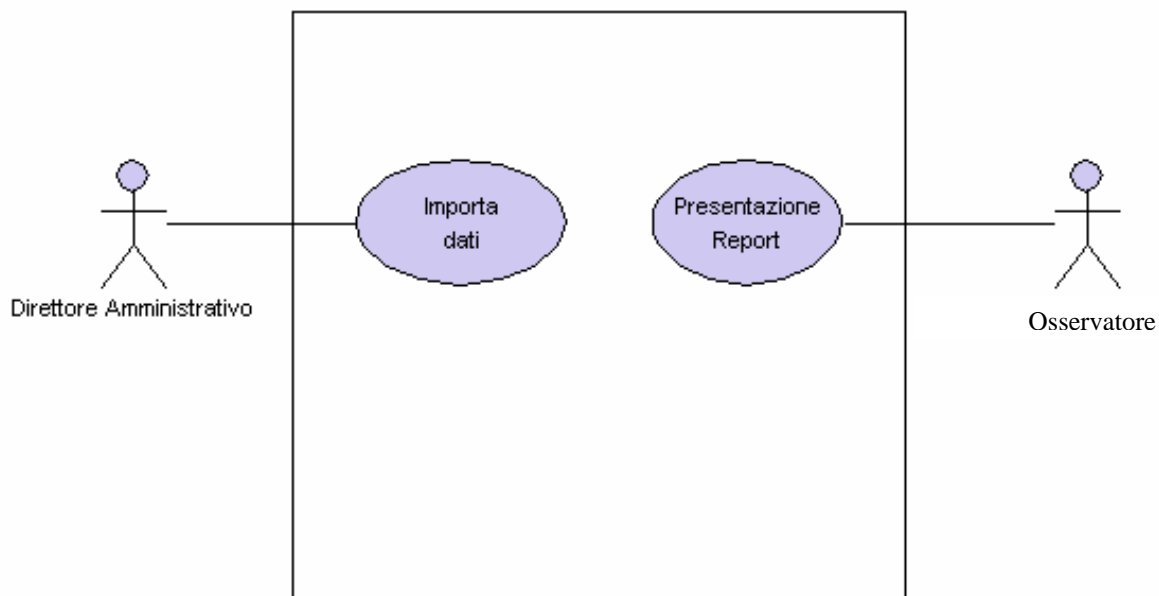 Importa
dati
Presentazione
Report
Direttore Amministrativo
Osservatore